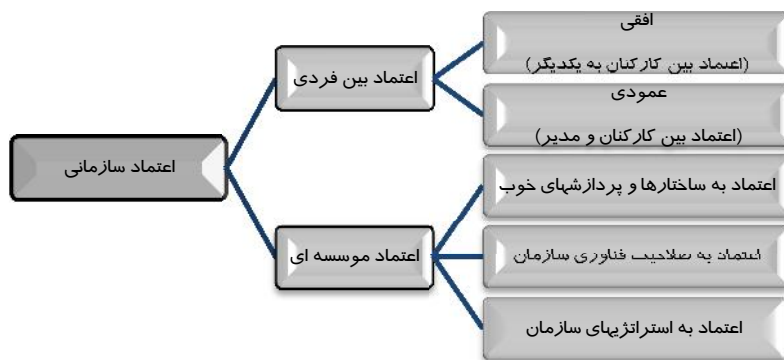 اعتماد سازمانی
اعتماد بین فردی
افقی
(اعتماد بین کارکنان به یکدیگر)
عمودی
(اعتماد بین کارکنان و مدیر)
اعتماد موسسه ای
اعتماد به ساختارها و پردازشهای خوب
اعتماد به صلاحیت فناوری سازمان
اعتماد به استراتژیهای سازمان